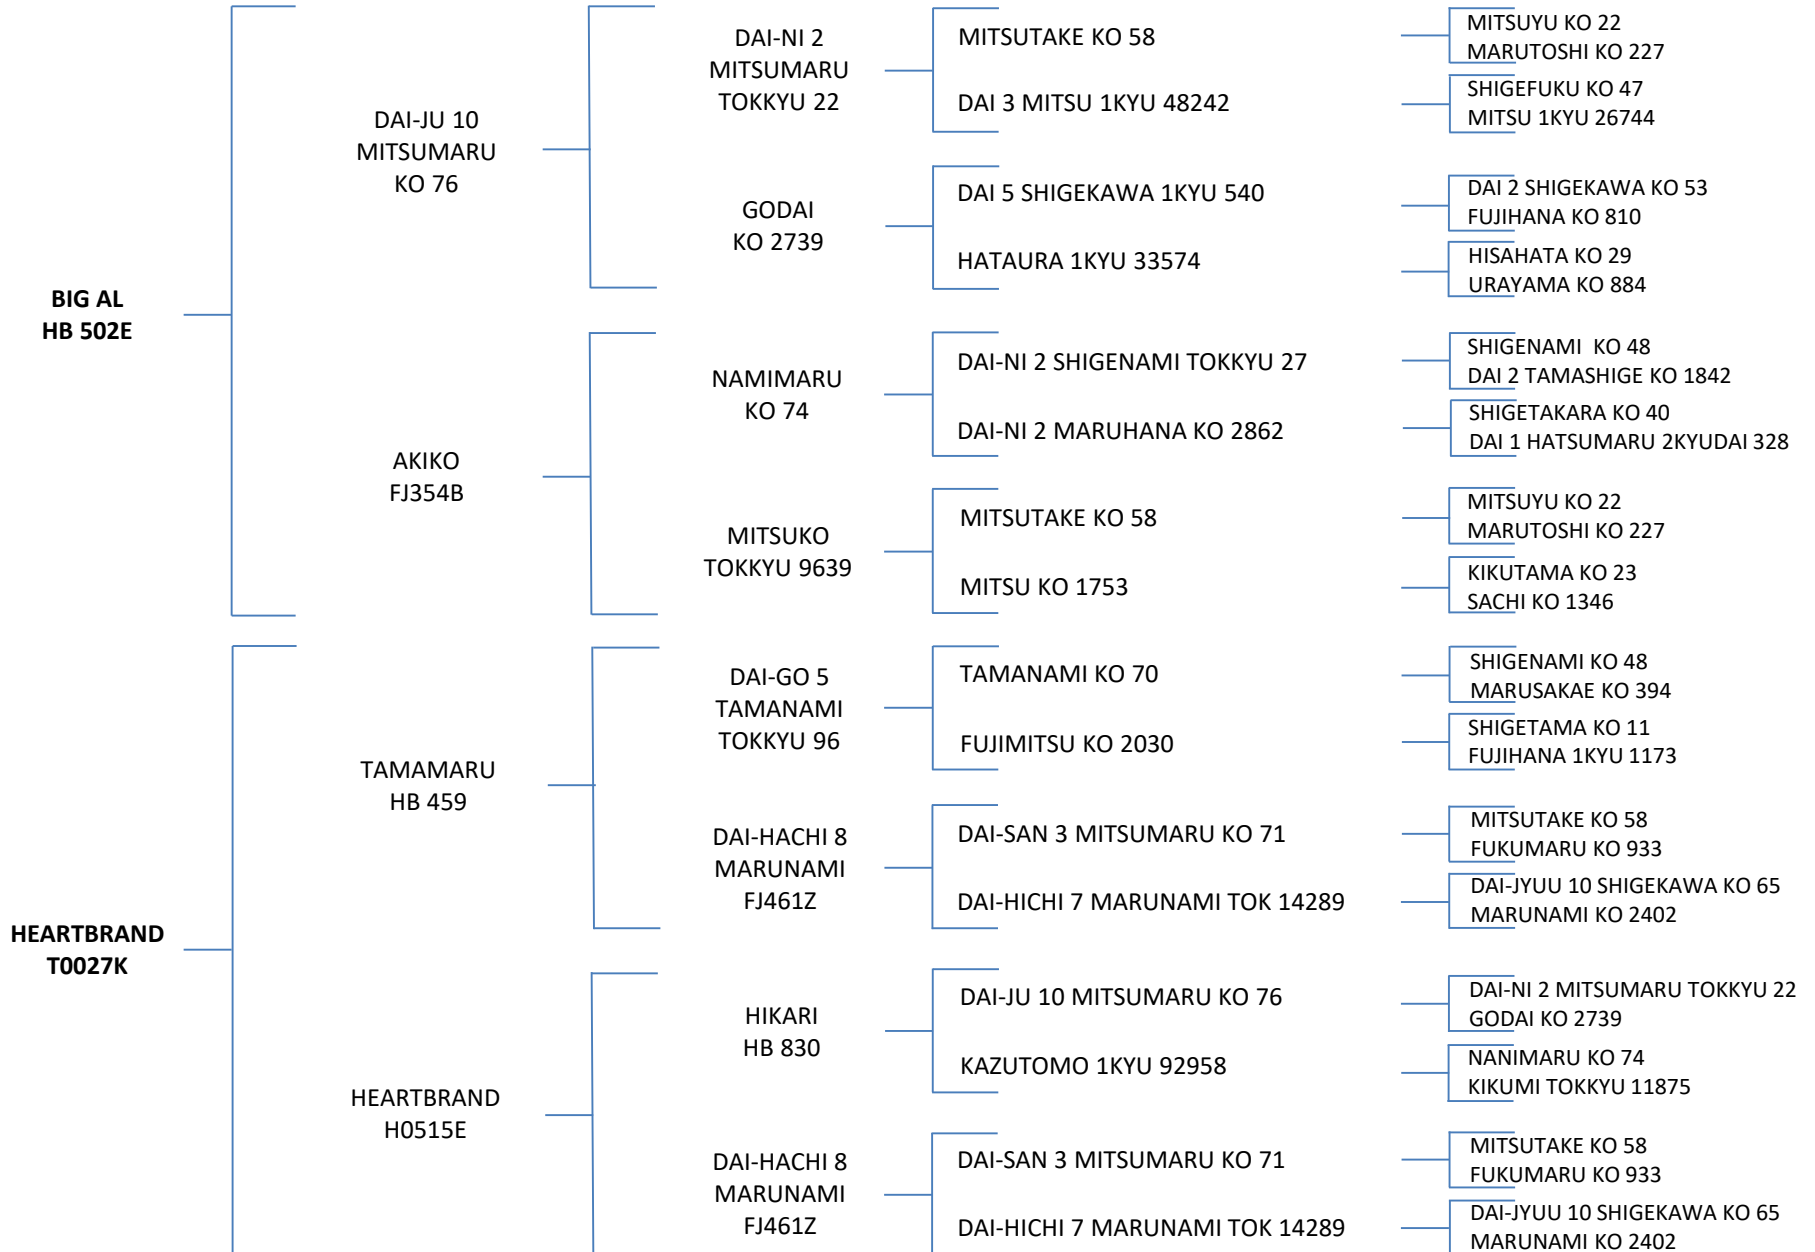 BIG AL
HB 502E
HEARTBRAND
T0027K
DAI-JU 10
MITSUMARU
KO 76
AKIKO
FJ354B
TAMAMARU
HB 459
HEARTBRAND
H0515E
DAI-NI 2
MITSUMARU
TOKKYU 22
GODAI
KO 2739
NAMIMARU
KO 74
MITSUKO
TOKKYU 9639
DAI-GO 5
TAMANAMI
TOKKYU 96
DAI-HACHI 8
MARUNAMI
FJ461Z
HIKARI
HB 830
DAI-HACHI 8
MARUNAMI
FJ461Z
MITSUTAKE KO 58
DAI 3 MITSU 1KYU 48242
DAI 5 SHIGEKAWA 1KYU 540
HATAURA 1KYU 33574
DAI-NI 2 SHIGENAMI TOKKYU 27
DAI-NI 2 MARUHANA KO 2862
MITSUTAKE KO 58
MITSU KO 1753
TAMANAMI KO 70
FUJIMITSU KO 2030
DAI-SAN 3 MITSUMARU KO 71
DAI-HICHI 7 MARUNAMI TOK 14289
DAI-JU 10 MITSUMARU KO 76
KAZUTOMO 1KYU 92958
DAI-SAN 3 MITSUMARU KO 71
DAI-HICHI 7 MARUNAMI TOK 14289
MITSUYU KO 22
MARUTOSHI KO 227
SHIGEFUKU KO 47
MITSU 1KYU 26744
DAI 2 SHIGEKAWA KO 53
FUJIHANA KO 810
HISAHATA KO 29
URAYAMA KO 884
SHIGENAMI  KO 48
DAI 2 TAMASHIGE KO 1842
SHIGETAKARA KO 40
DAI 1 HATSUMARU 2KYUDAI 328
MITSUYU KO 22
MARUTOSHI KO 227
KIKUTAMA KO 23
SACHI KO 1346
SHIGENAMI KO 48
MARUSAKAE KO 394
SHIGETAMA KO 11
FUJIHANA 1KYU 1173
MITSUTAKE KO 58
FUKUMARU KO 933
DAI-JYUU 10 SHIGEKAWA KO 65
MARUNAMI KO 2402
DAI-NI 2 MITSUMARU TOKKYU 22
GODAI KO 2739
NANIMARU KO 74
KIKUMI TOKKYU 11875
MITSUTAKE KO 58
FUKUMARU KO 933
DAI-JYUU 10 SHIGEKAWA KO 65
MARUNAMI KO 2402